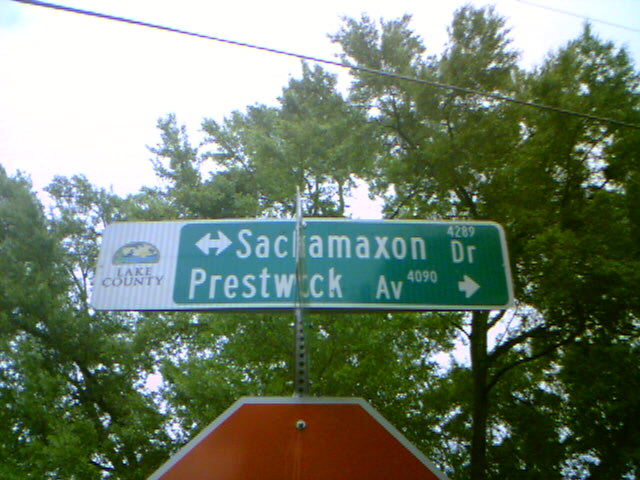 LAKE
COUNTY
Sachamaxon Dr 4289
Prestwick Av 4090